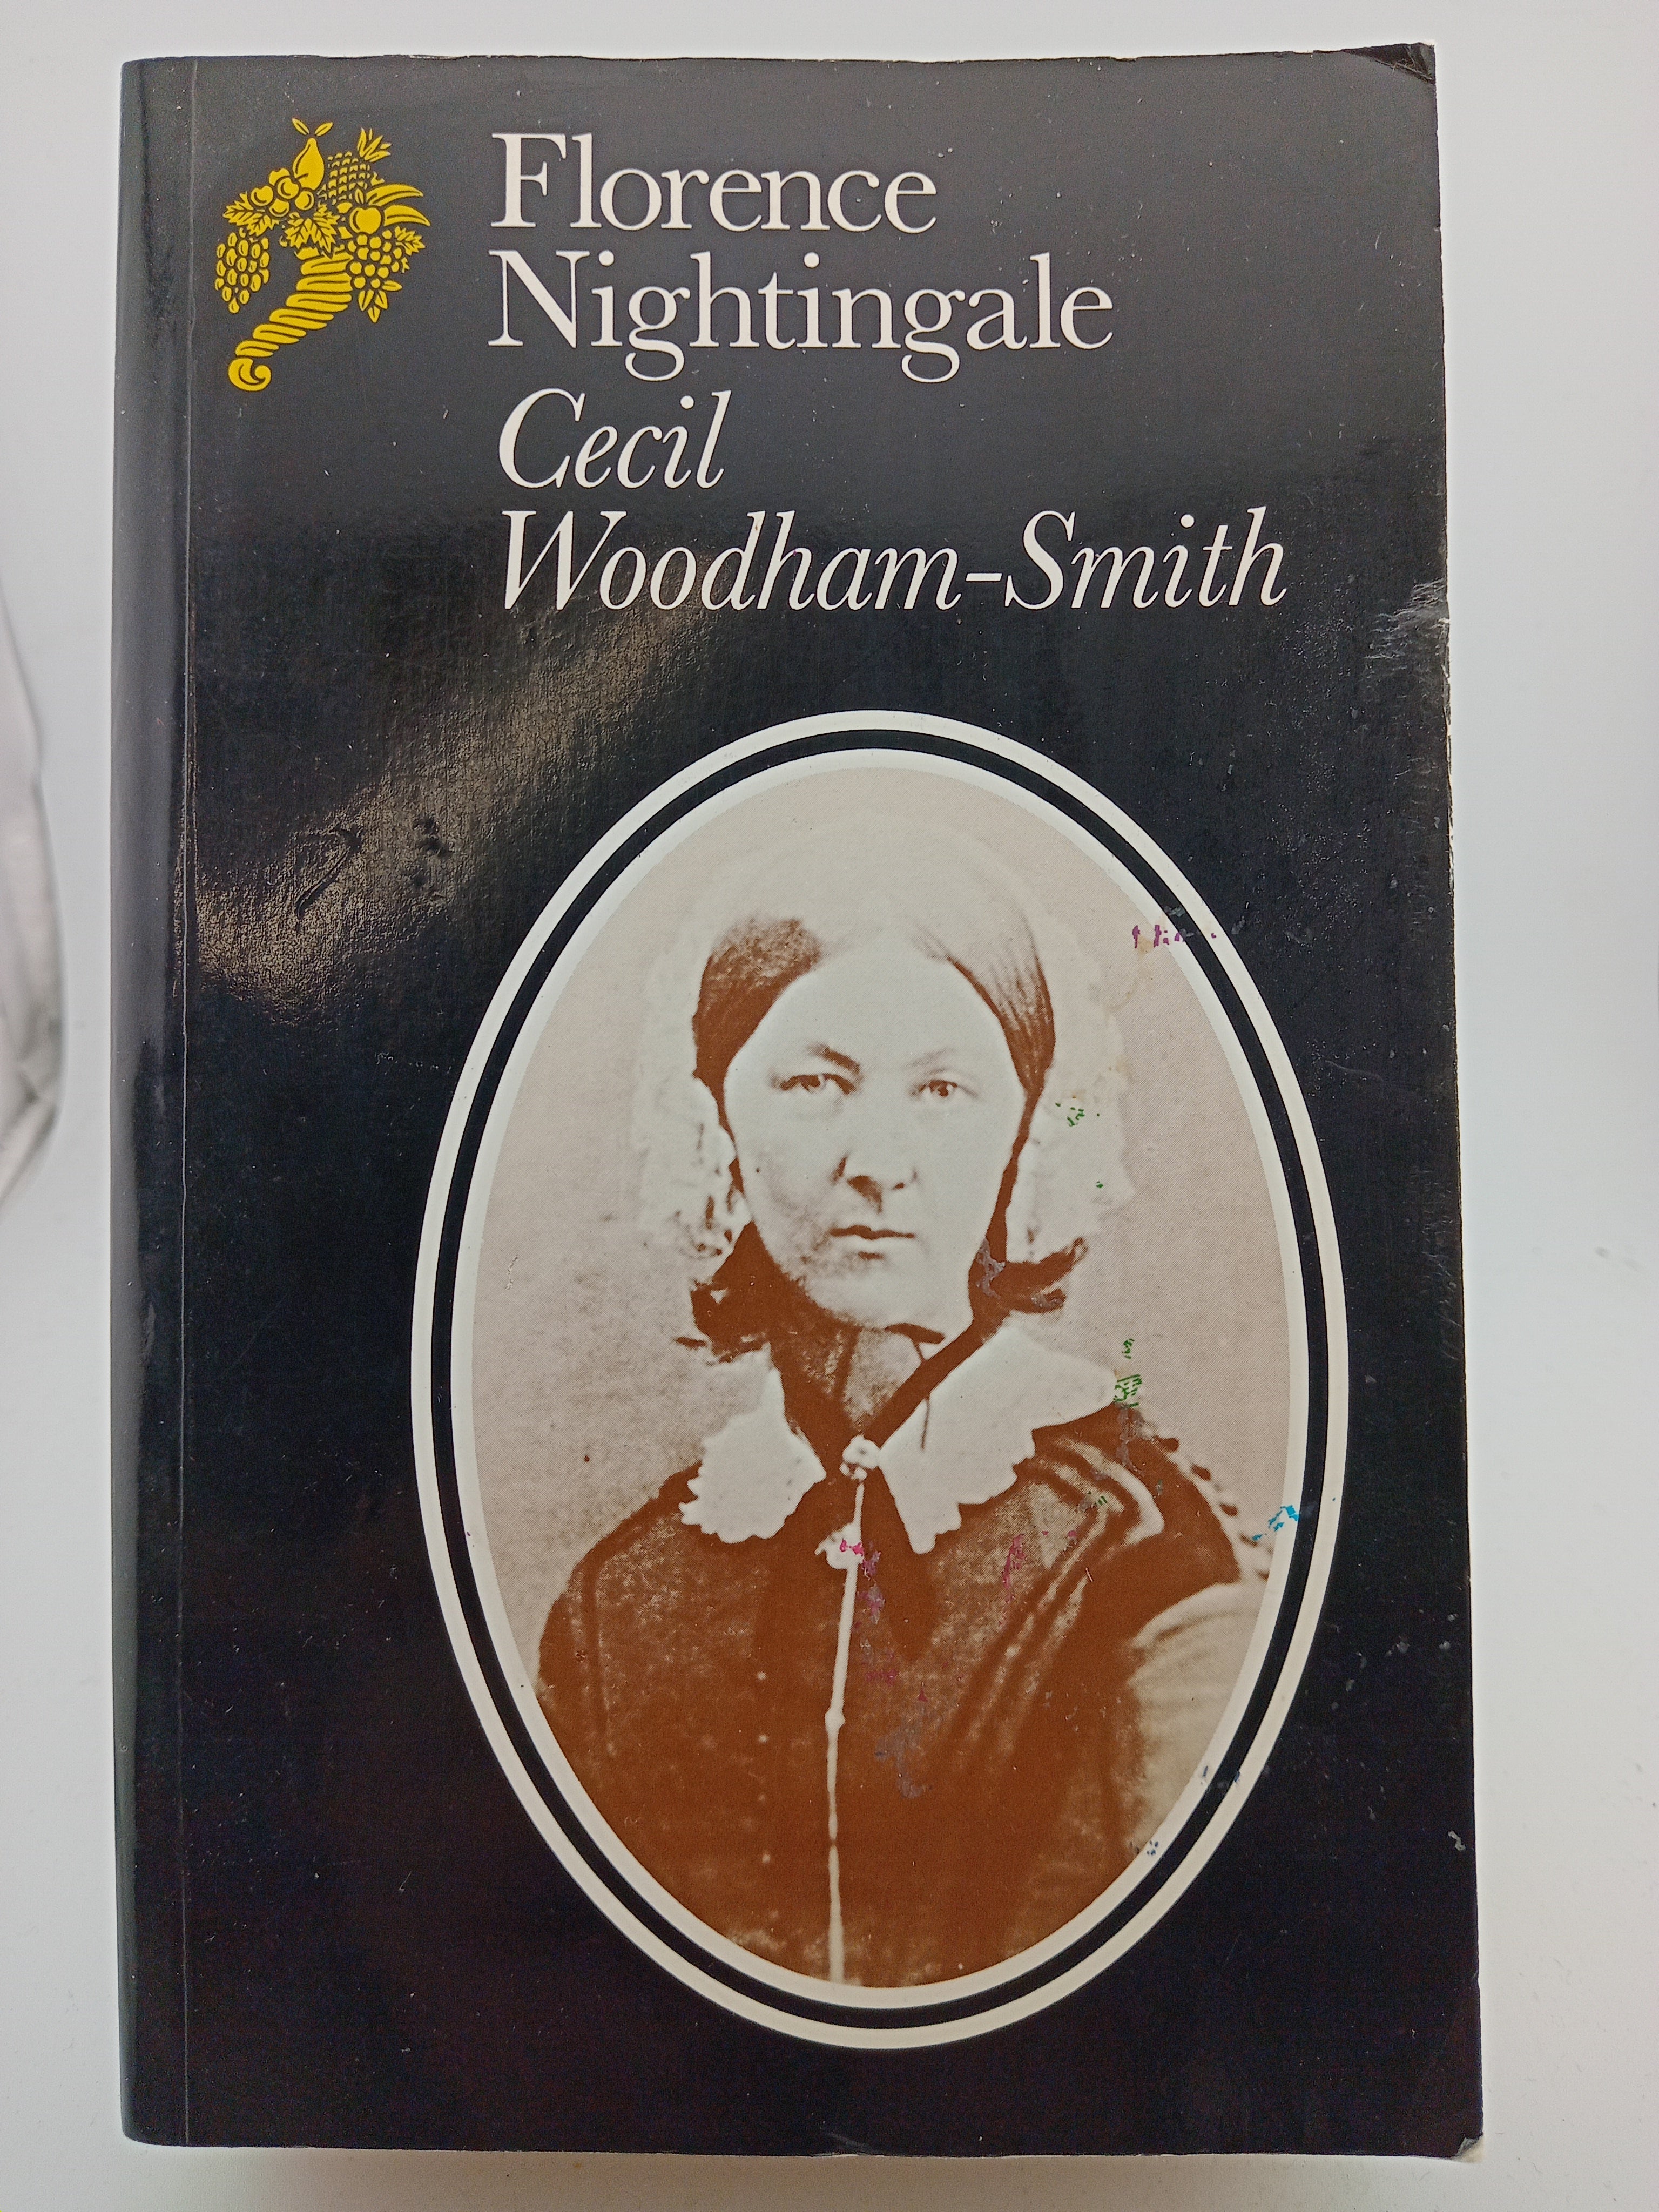 Florence
Nightingale
Cecil
Woodham-Smith